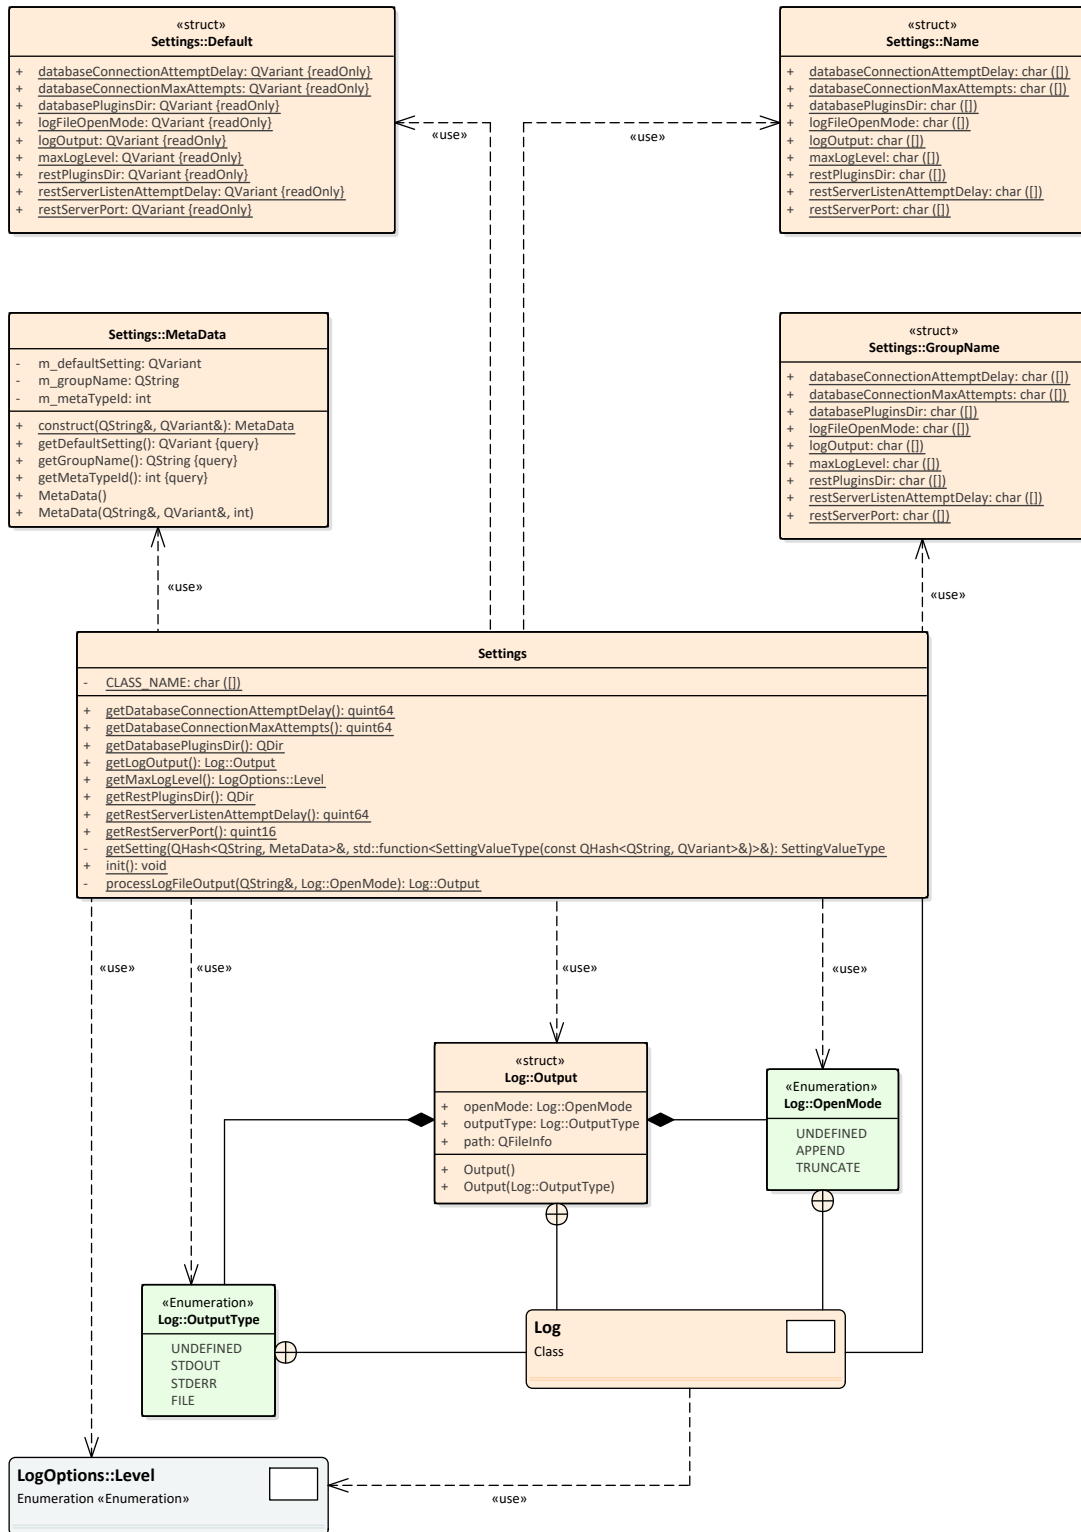 «struct»
Settings::Default
+ databaseConnectionAttemptDelay: QVariant {readOnly}
+ databaseConnectionMaxAttempts: QVariant {readOnly}
+ databasePluginsDir: QVariant {readOnly}
+ logFileOpenMode: QVariant {readOnly}
+ logOutput: QVariant {readOnly}
+ maxLogLevel: QVariant {readOnly}
+ restPluginsDir: QVariant {readOnly}
+ restServerListenAttemptDelay: QVariant {readOnly}
+ restServerPort: QVariant {readOnly}
«struct»
Settings::Name
+ databaseConnectionAttemptDelay: char ([])
+ databaseConnectionMaxAttempts: char ([])
+ databasePluginsDir: char ([])
+ logFileOpenMode: char ([])
+ logOutput: char ([])
+ maxLogLevel: char ([])
+ restPluginsDir: char ([])
+ restServerListenAttemptDelay: char ([])
+ restServerPort: char ([])
«use»
«use»
Settings::MetaData
- m_defaultSetting: QVariant
- m_groupName: QString
- m_metaTypeId: int
+ construct(QString&, QVariant&): MetaData
+ getDefaultSetting(): QVariant {query}
+ getGroupName(): QString {query}
+ getMetaTypeId(): int {query}
+ MetaData()
+ MetaData(QString&, QVariant&, int)
«struct»
Settings::GroupName
+ databaseConnectionAttemptDelay: char ([])
+ databaseConnectionMaxAttempts: char ([])
+ databasePluginsDir: char ([])
+ logFileOpenMode: char ([])
+ logOutput: char ([])
+ maxLogLevel: char ([])
+ restPluginsDir: char ([])
+ restServerListenAttemptDelay: char ([])
+ restServerPort: char ([])
«use»
«use»
Settings
- CLASS_NAME: char ([])
+ getDatabaseConnectionAttemptDelay(): quint64
+ getDatabaseConnectionMaxAttempts(): quint64
+ getDatabasePluginsDir(): QDir
+ getLogOutput(): Log::Output
+ getMaxLogLevel(): LogOptions::Level
+ getRestPluginsDir(): QDir
+ getRestServerListenAttemptDelay(): quint64
+ getRestServerPort(): quint16
- getSetting(QHash<QString, MetaData>&, std::function<SettingValueType(const QHash<QString, QVariant>&)>&): SettingValueType
+ init(): void
- processLogFileOutput(QString&, Log::OpenMode): Log::Output
«use»
«use»
«use»
«use»
«struct»
Log::Output
+ openMode: Log::OpenMode
+ outputType: Log::OutputType
+ path: QFileInfo
+ Output()
+ Output(Log::OutputType)
«Enumeration»
Log::OpenMode
UNDEFINED
APPEND
TRUNCATE
«Enumeration»
Log::OutputType
UNDEFINED
STDOUT
STDERR
FILE
Log
Class
LogOptions::Level
Enumeration «Enumeration»
«use»